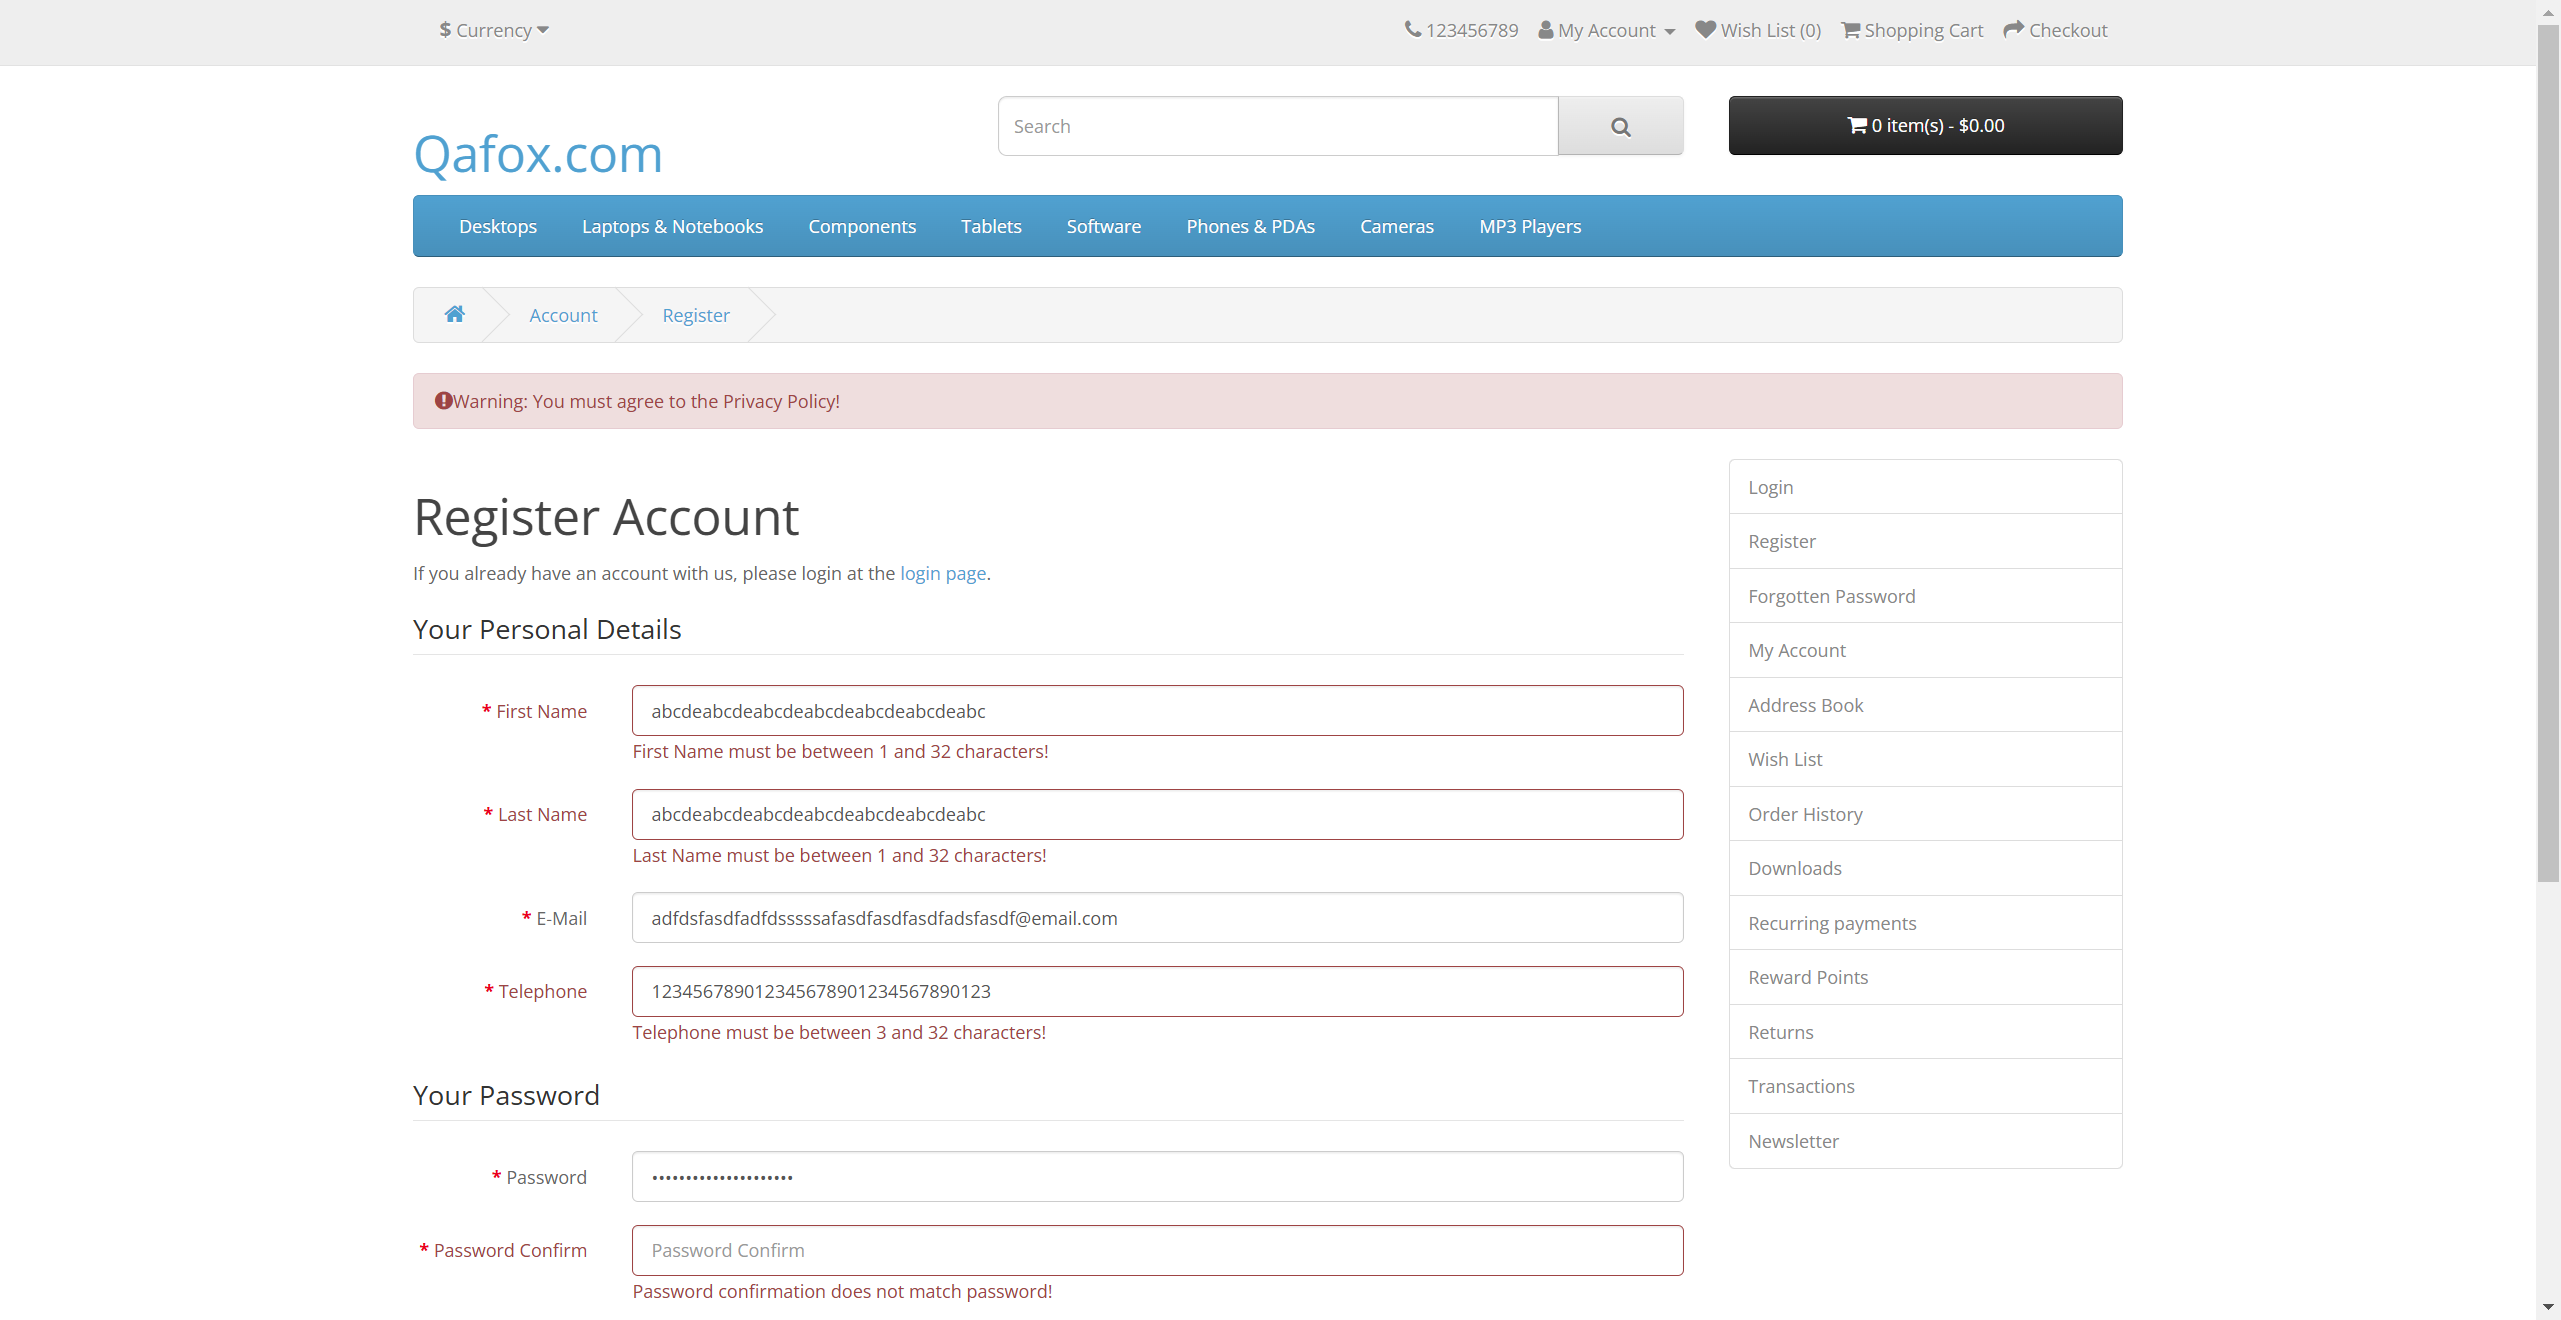 $ Currency
123456789 My Account Wish List (0) Shopping Cart Checkout
Qafox.com
Search
0 item(s) - $0.00
Desktops Laptops & Notebooks Components Tablets Software Phones & PDAs Cameras MP3 Players
Account Register
Warning: You must agree to the Privacy Policy!
Register Account
If you already have an account with us, please login at the login page.
Your Personal Details
* First Name
abcdeabcdeabcdeabcdeabcdeabcdeabc
First Name must be between 1 and 32 characters!
* Last Name
abcdeabcdeabcdeabcdeabcdeabcdeabc
Last Name must be between 1 and 32 characters!
* E-Mail
adfdsfasdfadfdsssssafasdfasdfasdfadsfasdf@email.com
* Telephone
123456789012345678901234567890123
Telephone must be between 3 and 32 characters!
Your Password
* Password
•••••••••••••••••••••
* Password Confirm
Password Confirm
Password confirmation does not match password!
Login
Register
Forgotten Password
My Account
Address Book
Wish List
Order History
Downloads
Recurring payments
Reward Points
Returns
Transactions
Newsletter